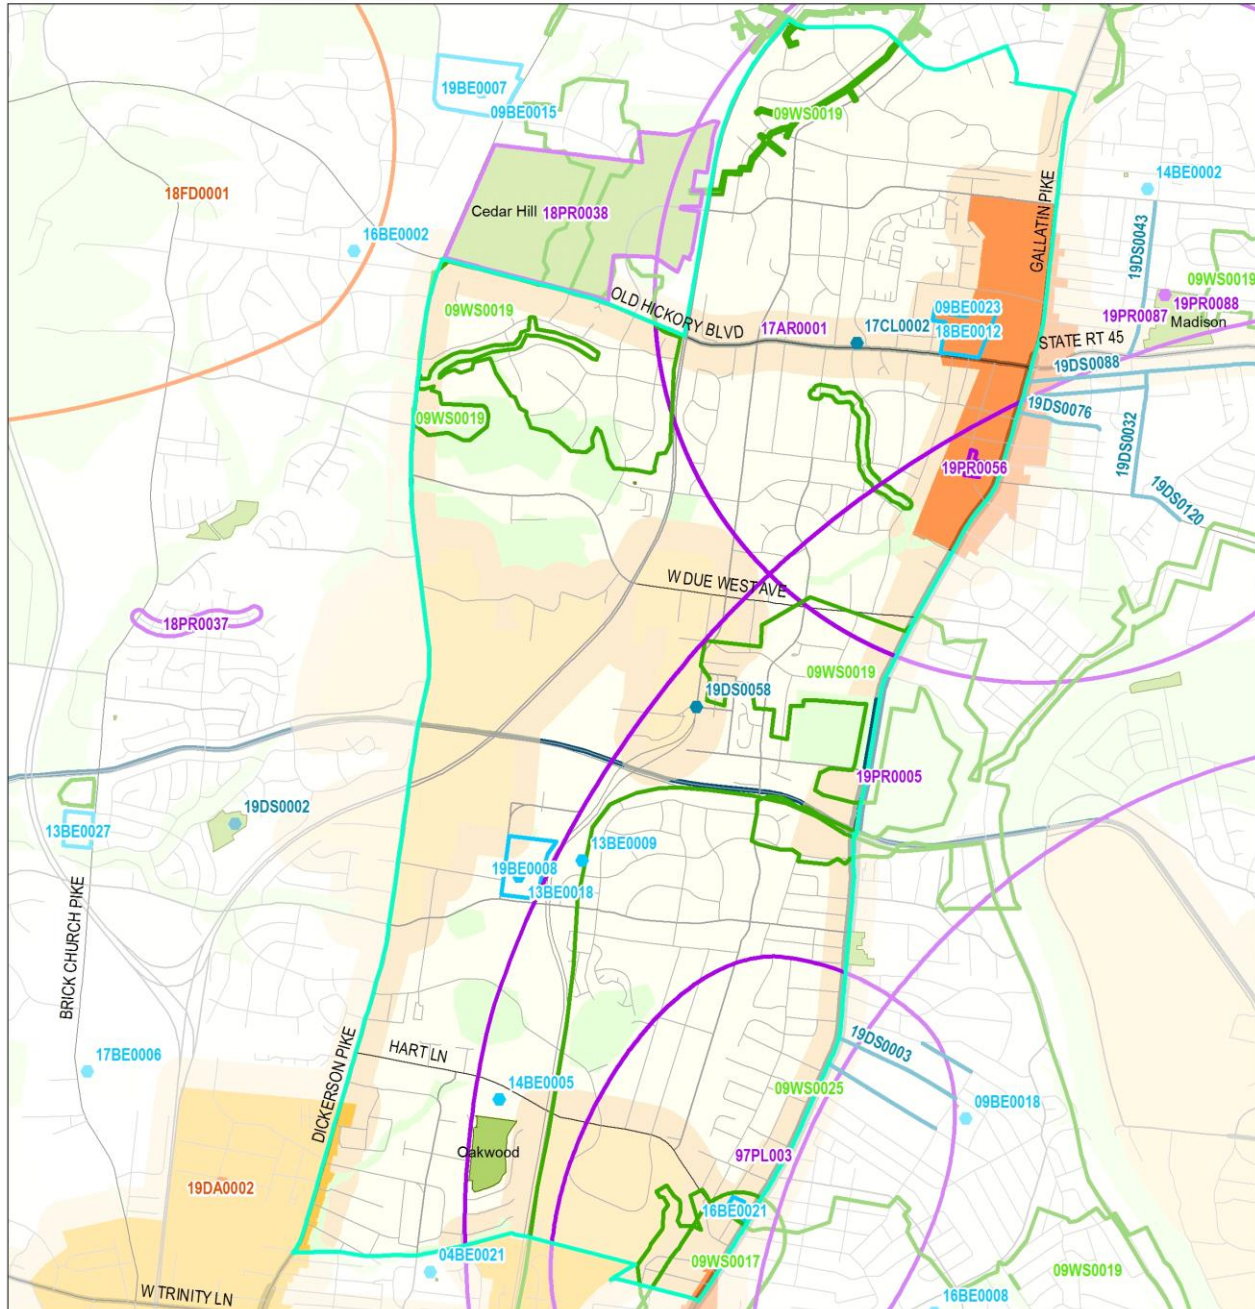 19BE0007
09BE0015
09WS0019
14BE0002
18FD0001
Cedar Hill 18PR0038
GALLATIN PIKE
19DS0043
16BE0002
09WS0019
09WS0019
OLD HICKORY BLVD
17AR0001
17CL0002
09BE0023
18BE0012
19PR0088
19PR0087
Madison
STATE RT 45
19DS0088
19DS0076
19DS0032
09WS0019
19PR0056
19DS0120
W DUE WEST AVE
18PR0037
09WS0019
19DS0058
19PR0005
19DS0002
13BE0027
13BE0009
19BE0008
13BE0018
BRICK CHURCH PIKE
17BE0006
DICKERSON PIKE
HART LN
14BE0005
19DS0003
09WS0025
09BE0018
Oakwood
97PL003
19DA0002
16BE0021
04BE0021
09WS0017
09WS0019
W TRINITY LN
16BE0008